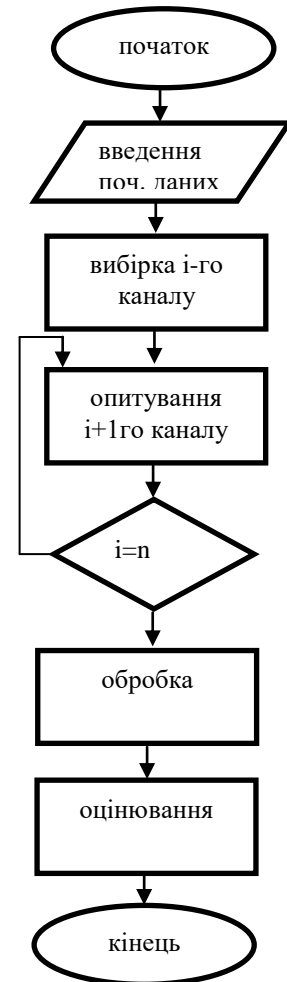 початок
введення
поч. даних
вибірка i-го
каналу
опитування
i+1го каналу
i=n
обробка
оцінювання
кінець